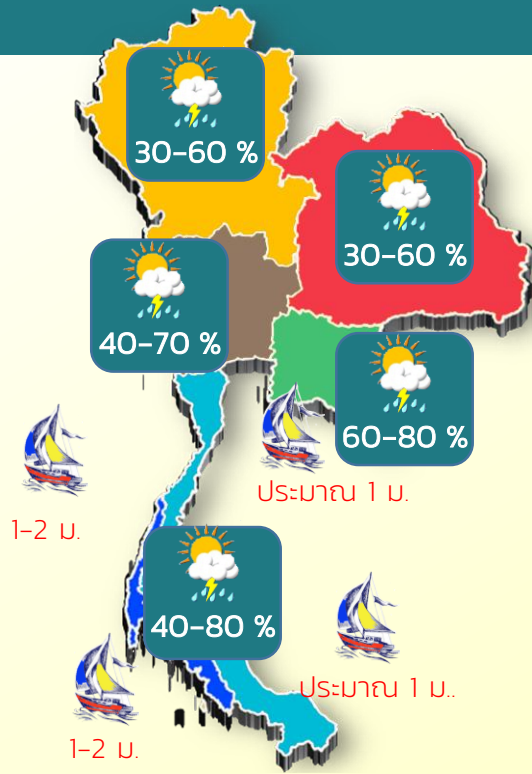 30-60 %
30-60 %
40-70 %
60-80 %
ประมาณ 1 ม.
1-2 ม.
40-80 %
ประมาณ 1 ม..
1-2 ม.